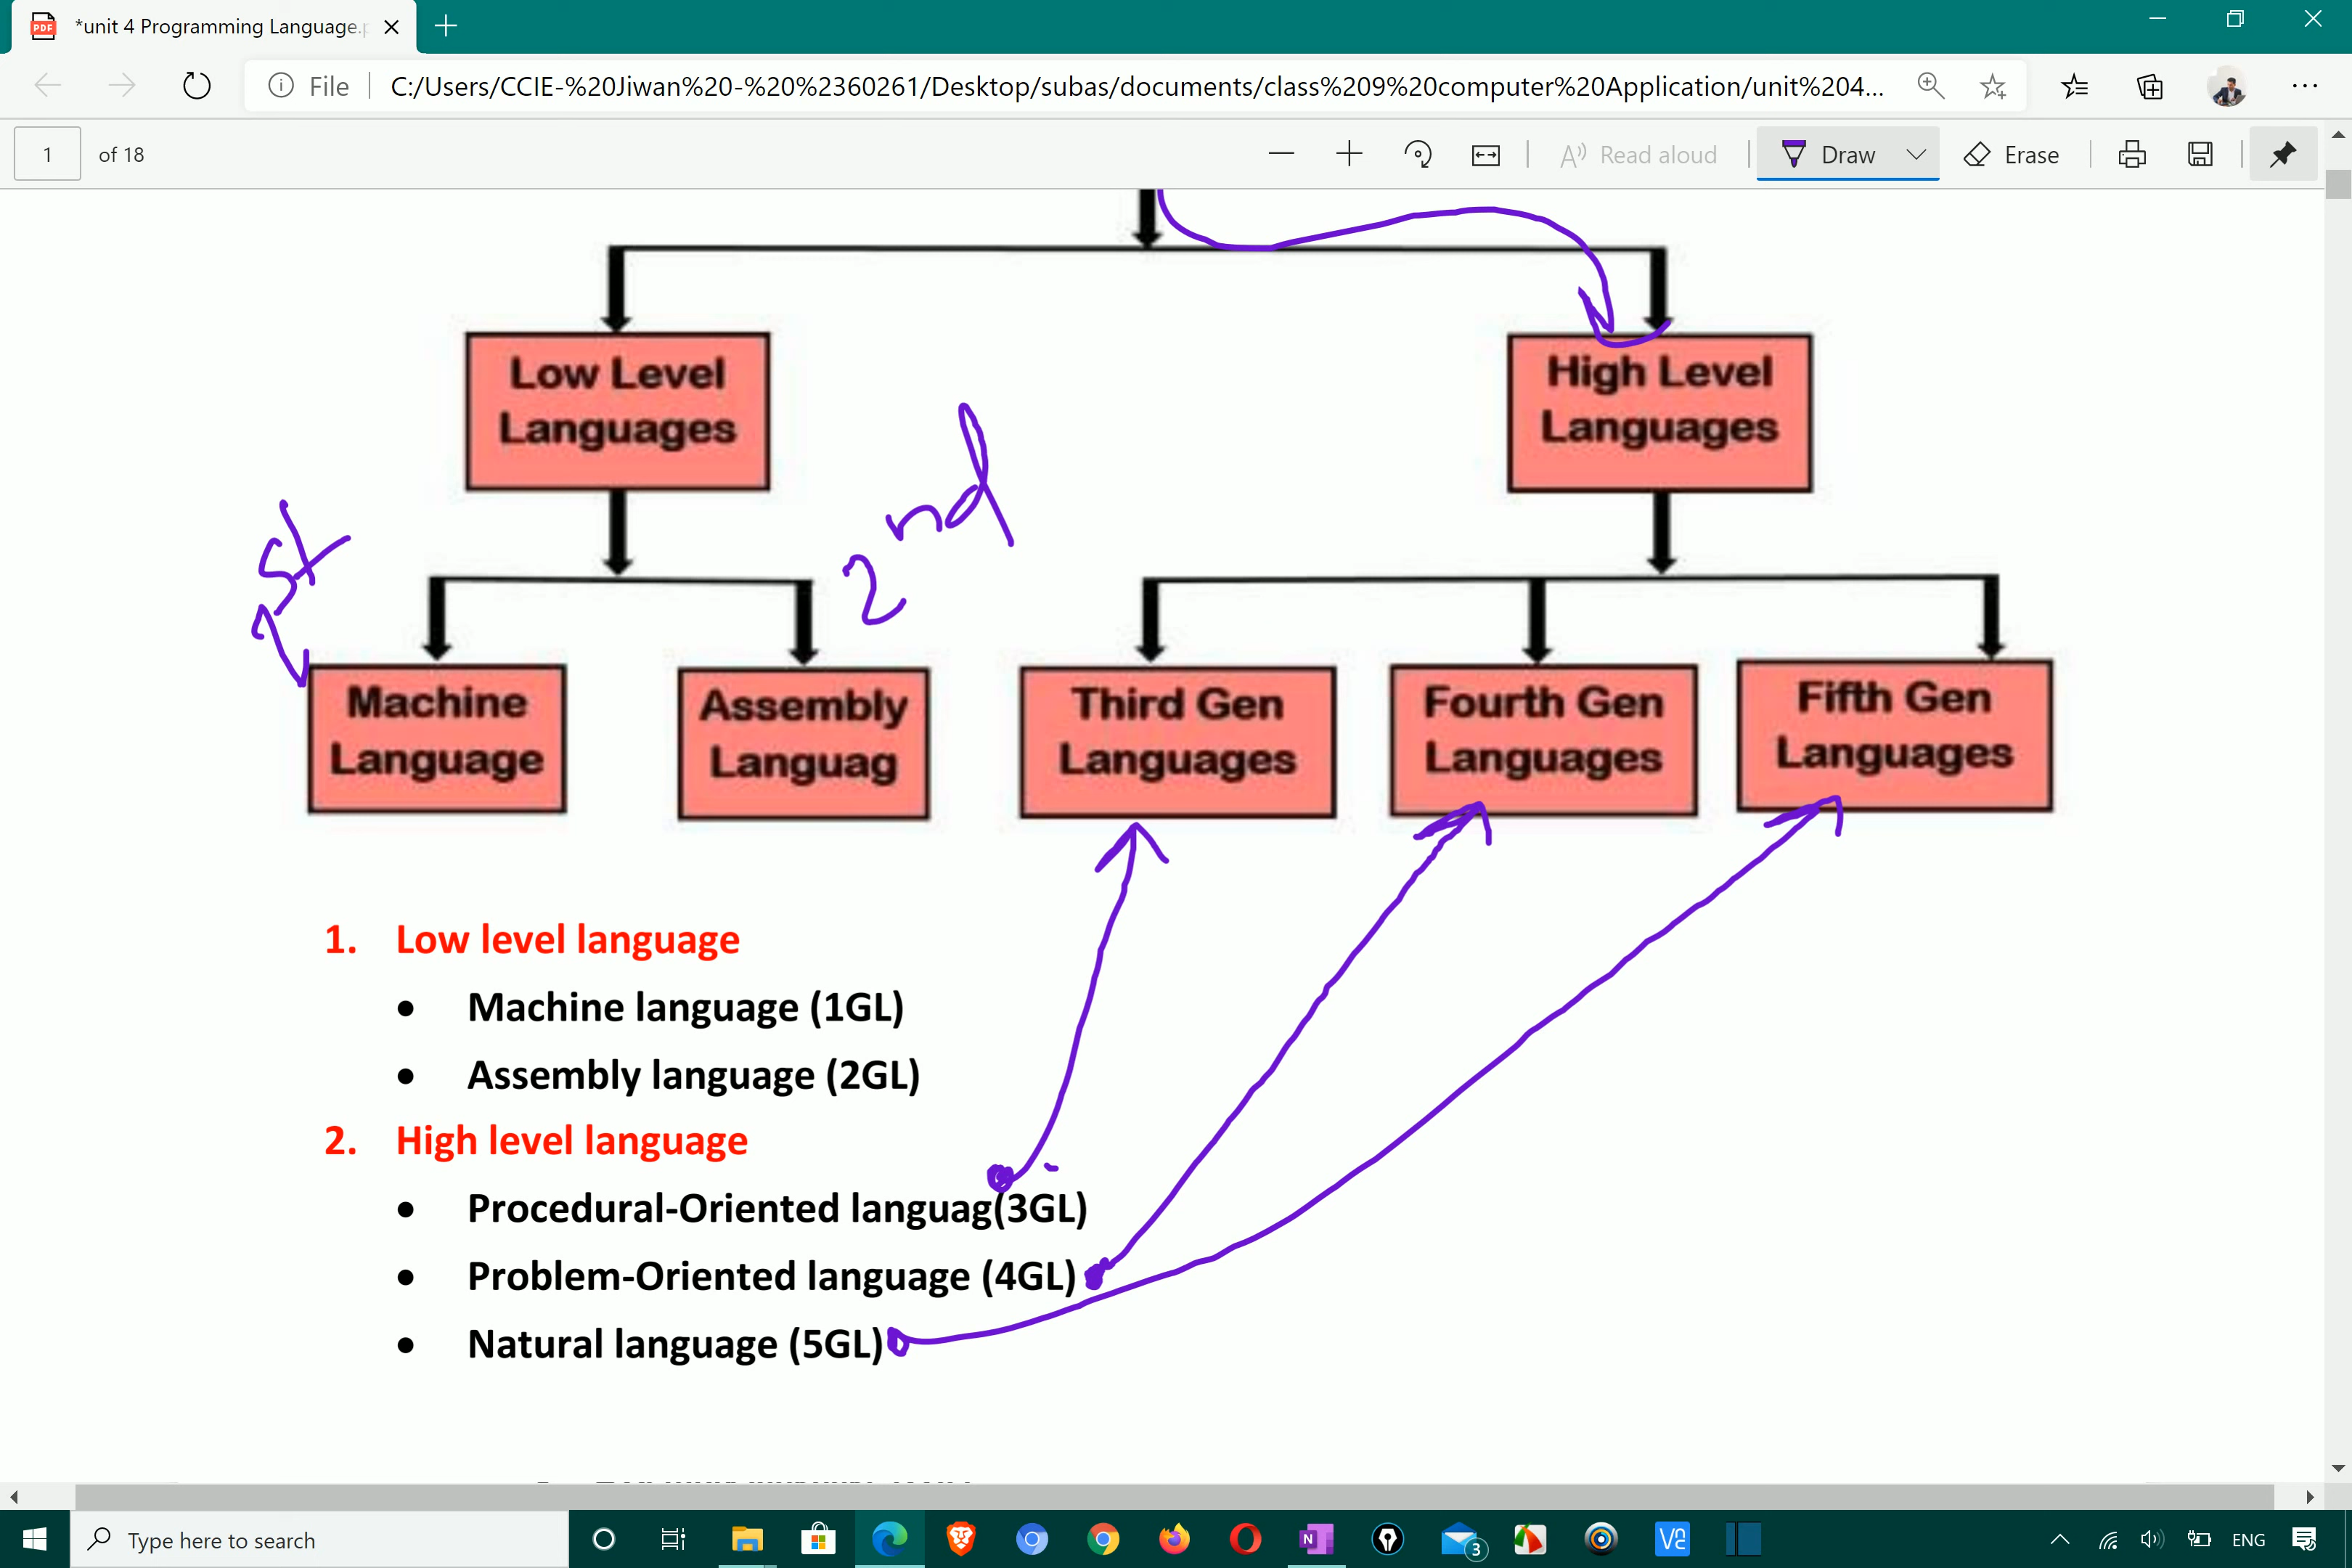 *unit 4 Programming Language.p
File
C:/Users/CCIE-%20Jiwan%20-%20%2360261/Desktop/subas/documents/class%209%20computer%20Application/unit%204...
1 of 18
Read aloud
Draw
Erase
Low Level
Languages
High Level
Languages
st
2nd
Machine
Language
Assembly
Languag
Third Gen
Languages
Fourth Gen
Languages
Fifth Gen
Languages
1. Low level language
• Machine language (1GL)
• Assembly language (2GL)
2. High level language
• Procedural-Oriented languag(3GL)
• Problem-Oriented language (4GL)
• Natural language (5GL)
Type here to search
3
ENG